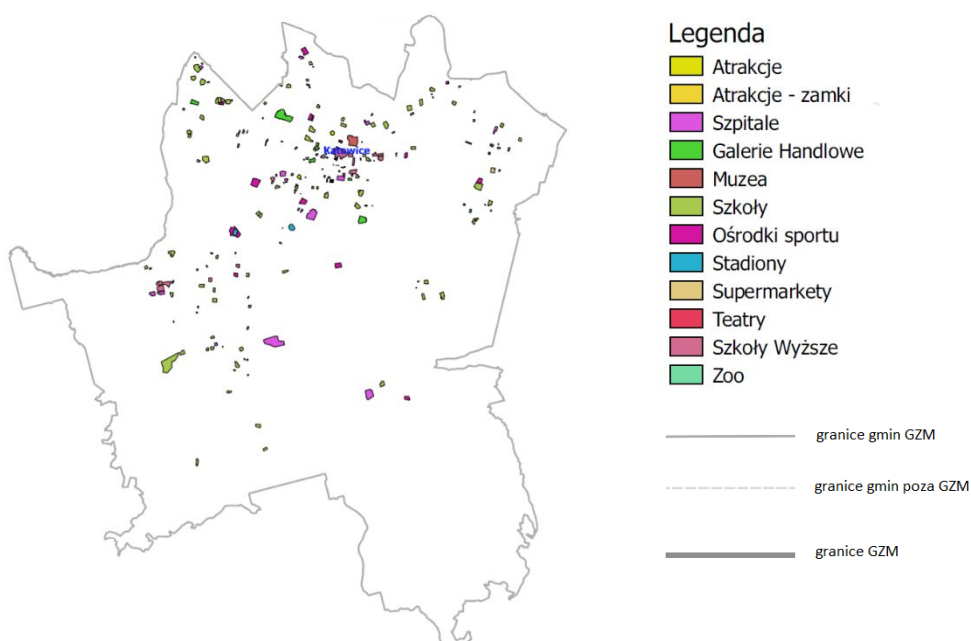 Legenda
Atrakcje
Atrakcje - zamki
Szpitale
Galerie Handlowe
Muzea
Szkoły
Ośrodki sportu
Stadiony
Supermarkety
Teatry
Szkoły Wyższe
Zoo
granice gmin GZM
granice gmin poza GZM
granice GZM
Katowice